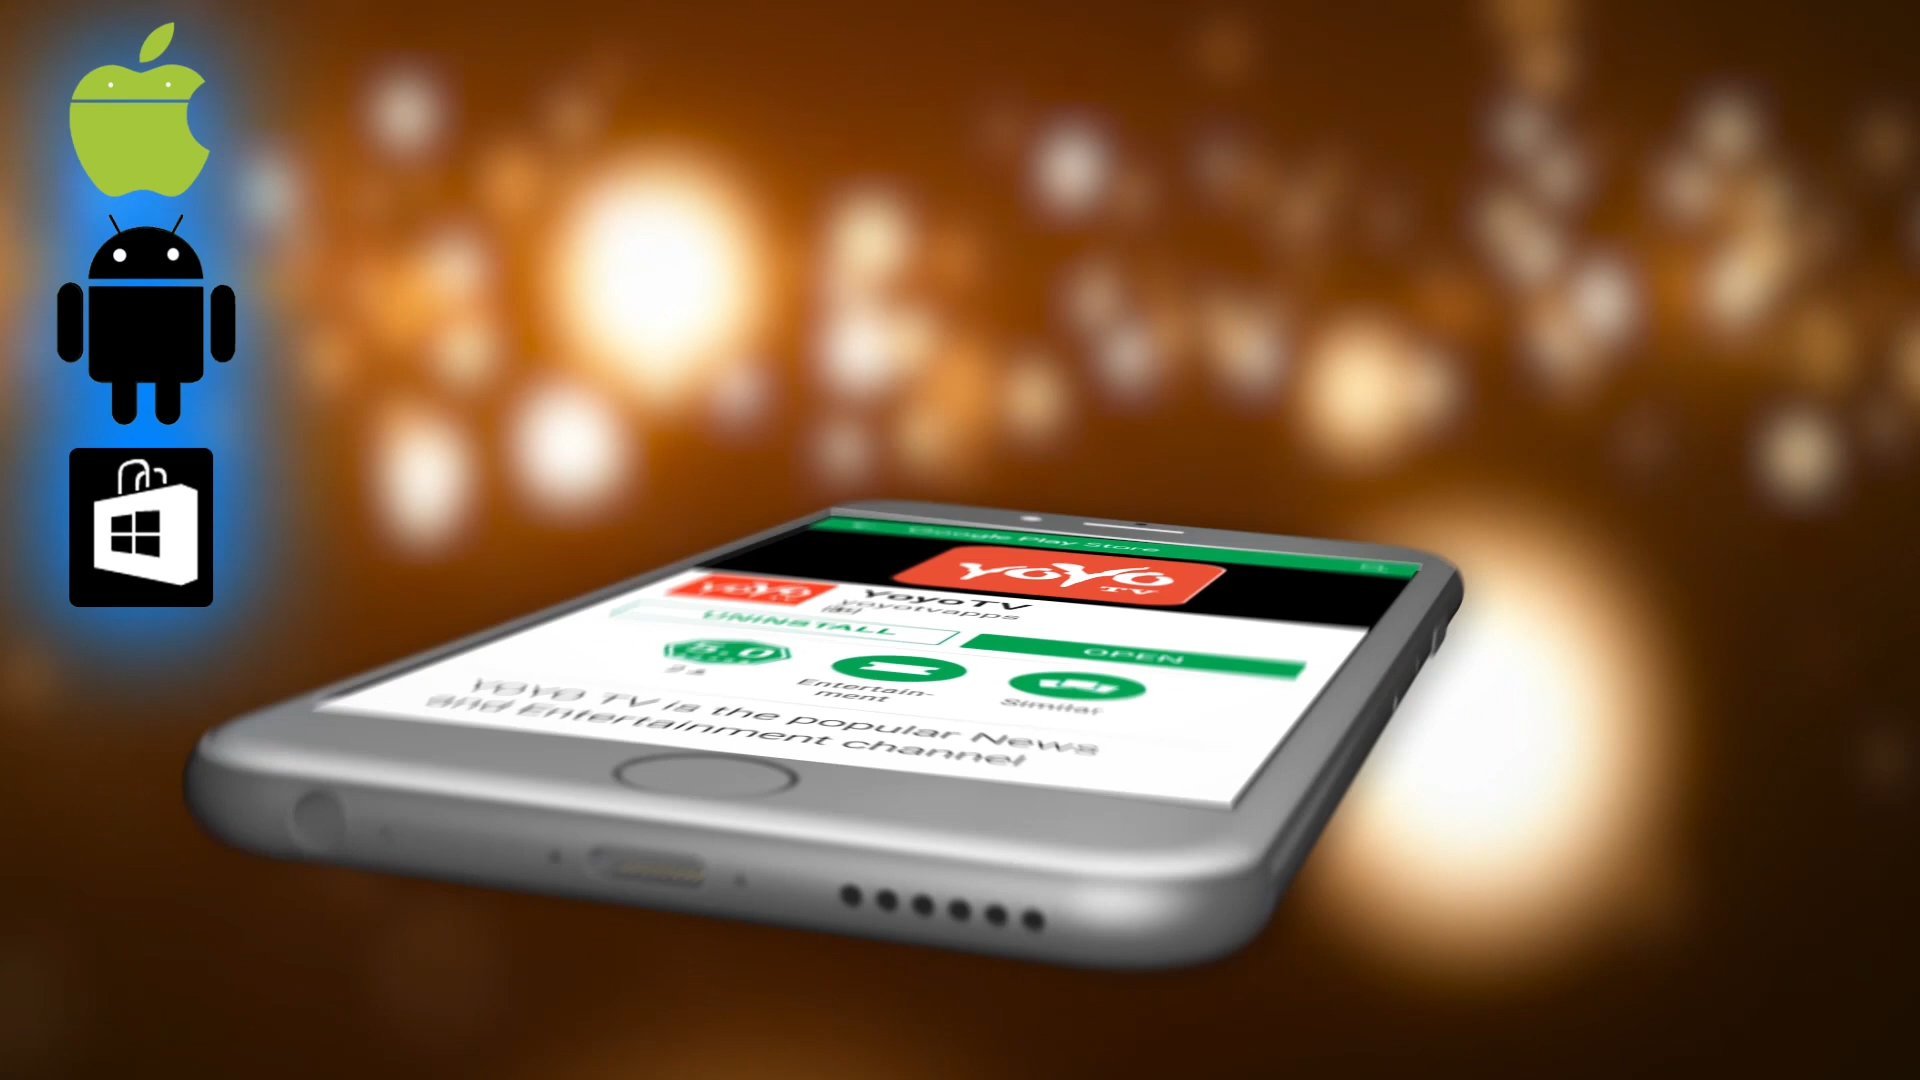 Google Play Store
YOYO
TV
YOYO
YoyoTV
yoyotvapps
UNINSTALL
OPEN
5.0
Entertain-
ment
Similar
YOYO TV is the popular News
and Entertainment channel